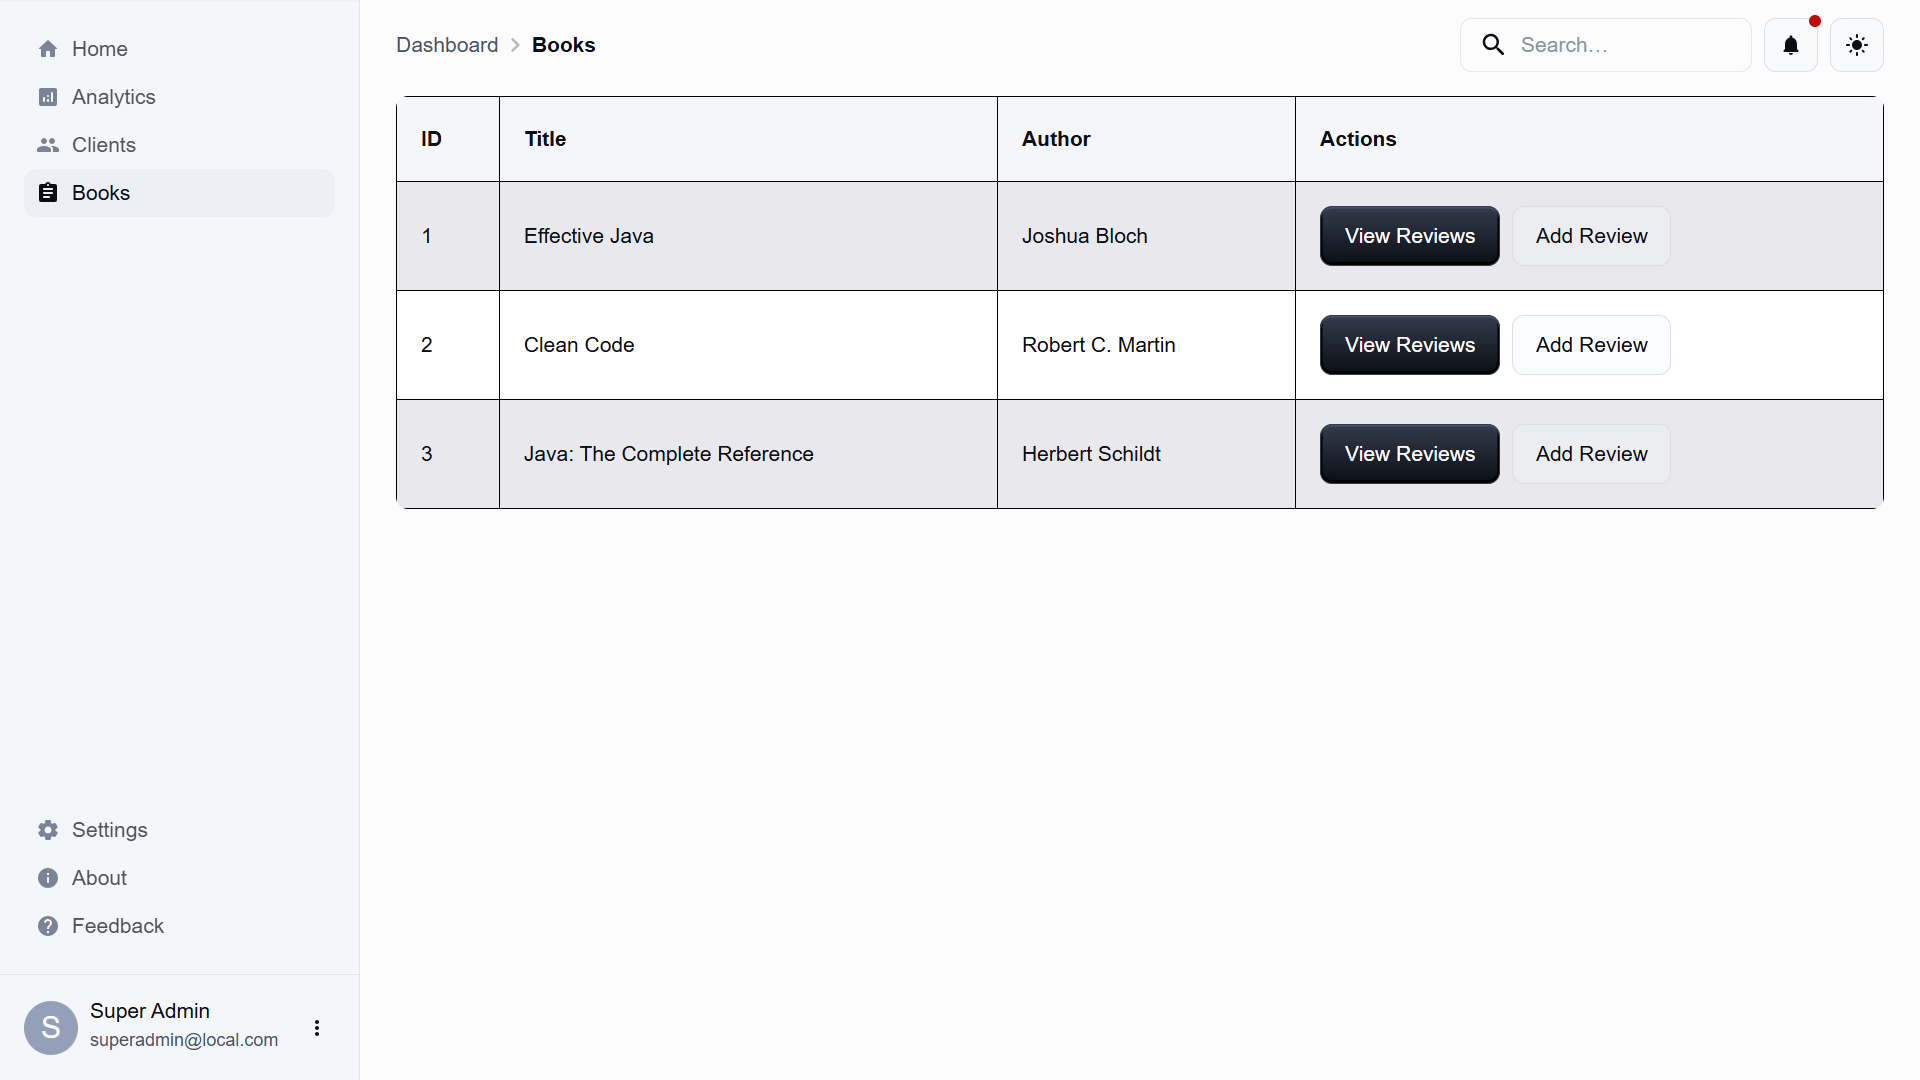 Home
Analytics
Clients
Books
Settings
About
Feedback
S
Super Admin
superadmin@local.com
Dashboard > Books
Search…
ID Title Author Actions
1 Effective Java Joshua Bloch View Reviews Add Review
2 Clean Code Robert C. Martin View Reviews Add Review
3 Java: The Complete Reference Herbert Schildt View Reviews Add Review